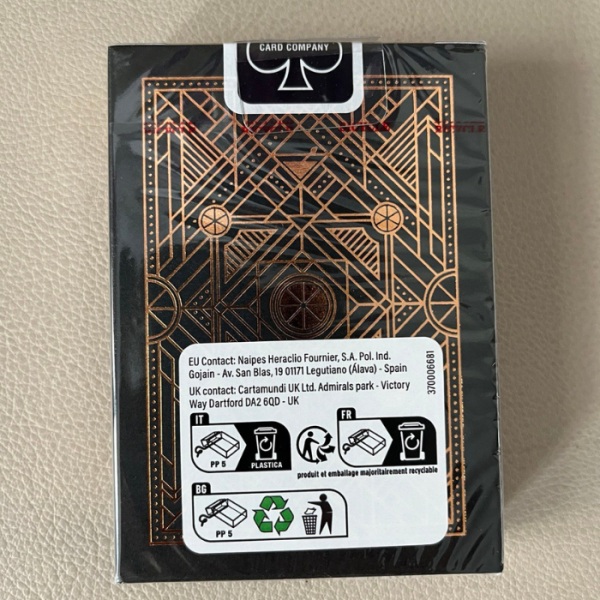 CARD COMPANY
BICYCLE
EU Contact: Naipes Heraclio Fournier, S.A. Pol. Ind.
Gojain - Av. San Blas, 19 01171 Legutiano (Álava) - Spain
UK contact: Cartamundi UK Ltd. Admirals park - Victory
Way Dartford DA2 6QD - UK
370006681
IT
PP 5
PLASTICA
FR
produit et emballage majoritairement recyclable
BG
PP 5